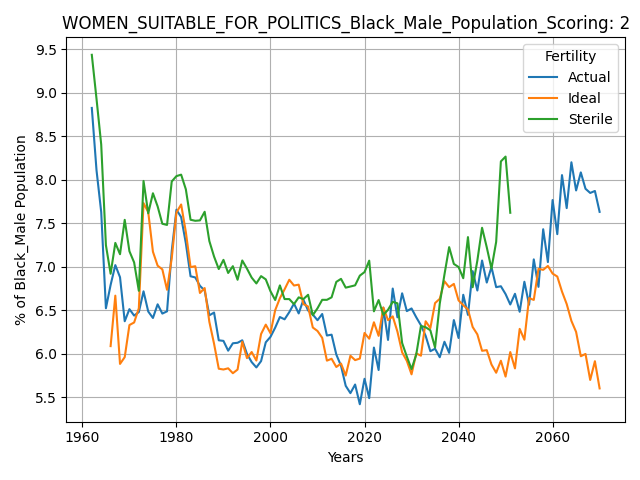 WOMEN_SUITABLE_FOR_POLITICS_Black_Male_Population_Scoring: 2
% of Black_Male Population
9.5
9.0
8.5
8.0
7.5
7.0
6.5
6.0
5.5
Fertility
Actual
Ideal
Sterile
1960 1980 2000 2020 2040 2060
Years